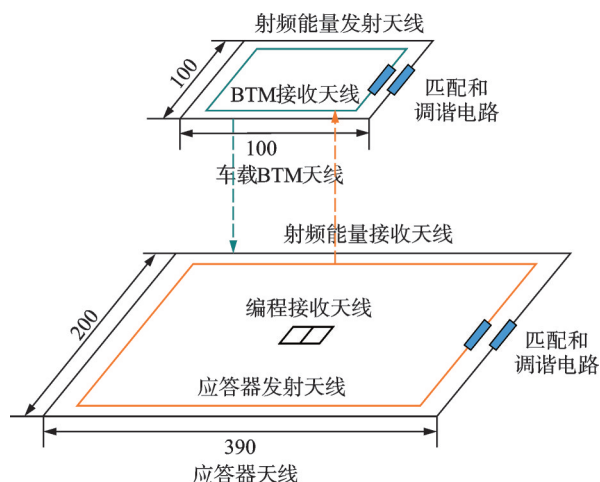 射频能量发射天线
100
BTM接收天线
匹配和
调谐电路
100
车载BTM天线
射频能量接收天线
200
编程接收天线
匹配和
调谐电路
应答器发射天线
390
应答器天线